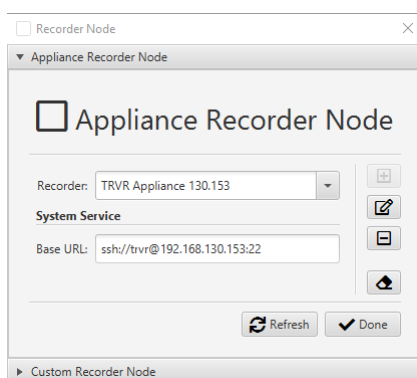 Recorder Node
Appliance Recorder Node
Appliance Recorder Node
Recorder: TRVR Appliance 130.153
System Service
Base URL: ssh://trvr@192.168.130.153:22
Refresh Done
Custom Recorder Node